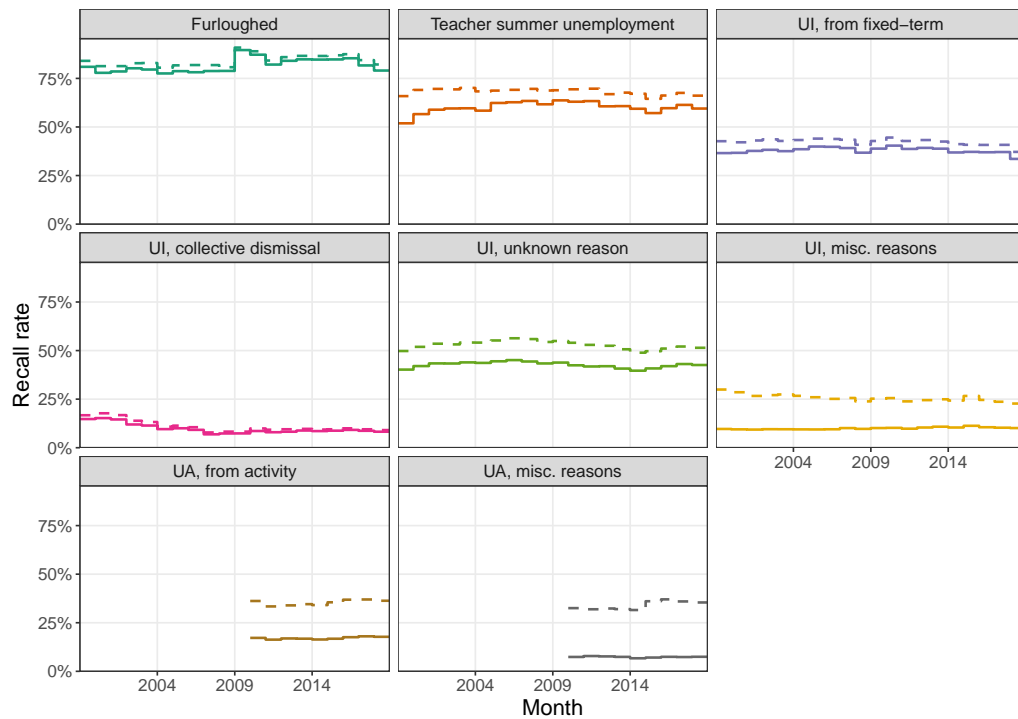 Furloughed
Teacher summer unemployment
UI, from fixed−term
75%
50%
25%
0%
UI, collective dismissal
UI, unknown reason
UI, misc. reasons
75%
50%
25%
0%
Recall rate
2004 2009 2014
UA, from activity
UA, misc. reasons
75%
50%
25%
0%
2004 2009 2014
2004 2009 2014
Month